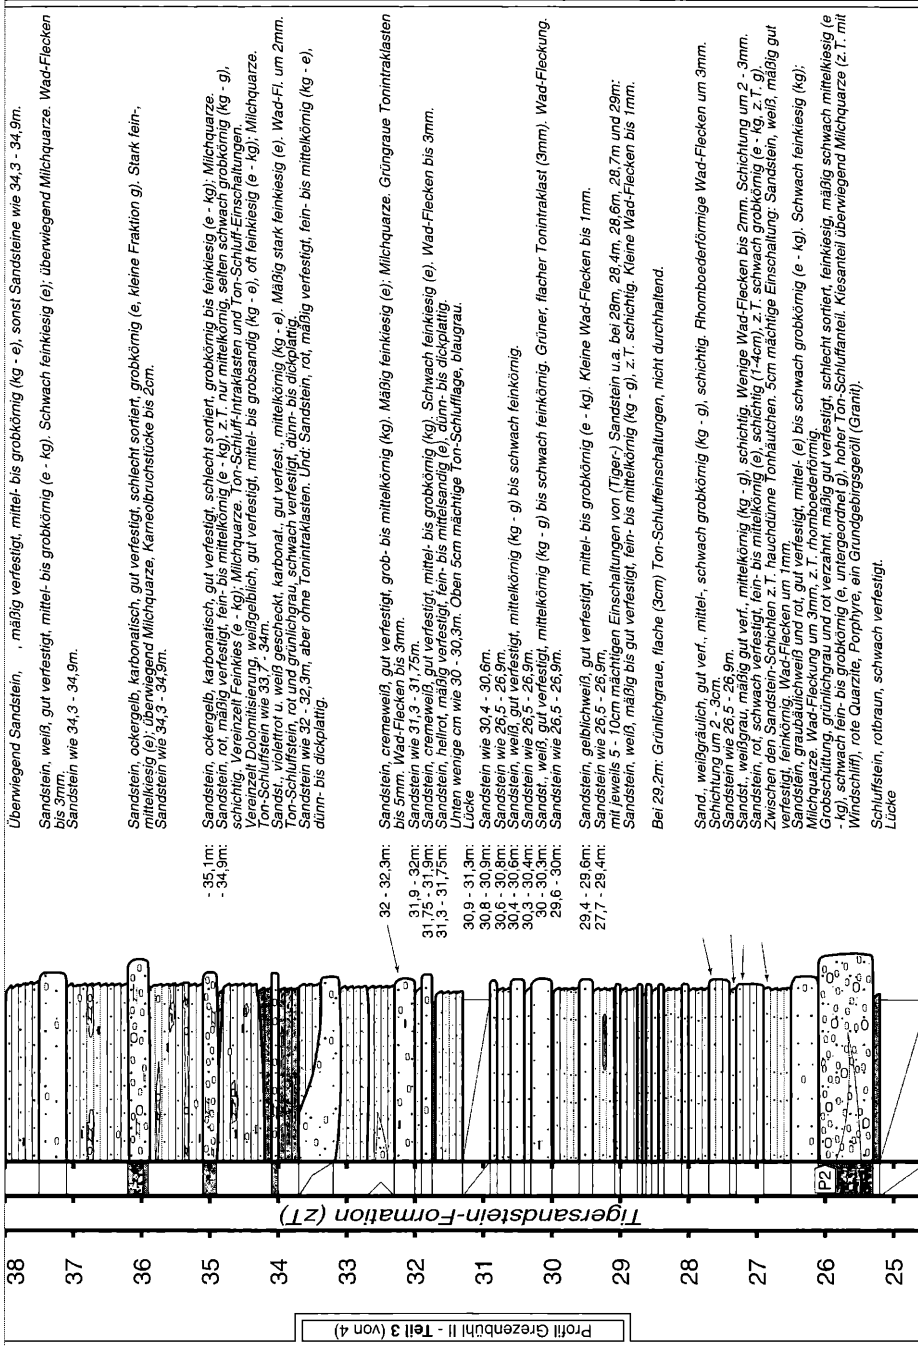 Profil Grezenbühl II - Teil 3 (von 4)
Tigersandstein-Formation (zT)
38
37
36
35
34
33
32
31
30
29
28
27
26
25
P2
Überwiegend Sandstein, , mäßig verfestigt, mittel- bis grobkörnig (kg - e), sonst Sandsteine wie 34,3 - 34,9m.
Sandstein, weiß, gut verfestigt, mittel- bis grobkörnig (e - kg). Schwach feinkiesig (e); überwiegend Milchquarze. Wad-Flecken
bis 3mm.
Sandstein wie 34,3 - 34,9m.
Sandstein, ockergelb, karbonatisch, gut verfestigt, schlecht sortiert, grobkörnig (e, kleine Fraktion g). Stark fein-,
mittelkiesig (e); überwiegend Milchquarze, Karneolbruchstücke bis 2cm.
Sandstein wie 34,3 - 34,9m.
- 35,1m: Sandstein, ockergelb, karbonatisch, gut verfestigt, schlecht sortiert, grobkörnig bis feinkiesig (e - kg); Milchquarze.
- 34,9m: Sandstein, rot, mäßig verfestigt, fein- bis mittelkörnig (e - kg), z.T. nur mittelkörnig, selten schwach grobkörnig (kg - g),
schichtig. Vereinzelt Feinkies (e - kg); Milchquarze. Ton-Schluff-Intraklasten und Ton-Schluff-Einschaltungen.
Vereinzelt Dolomitisierung, weißgelblich, gut verfestigt, mittel- bis grobsandig (kg - e), oft feinkiesig (e - kg); Milchquarze.
Ton-Schluffstein wie 33,7 - 34m.
Sandst., violettrot u. weiß gescheckt, karbonat., gut verfest., mittelkörnig (kg - e). Mäßig stark feinkiesig (e). Wad-Fl. um 2mm.
Ton-Schluffstein, rot und grünlichgrau, schwach verfestigt, dünn- bis dickplattig.
Sandstein wie 32 - 32,3m, aber ohne Tonintraklasten. Und: Sandstein, rot, mäßig verfestigt, fein- bis mittelkörnig (kg - e),
dünn- bis dickplattig.
32 - 32,3m: Sandstein, cremeweiß, gut verfestigt, grob- bis mittelkörnig (kg). Mäßig feinkiesig (e); Milchquarze. Grüngraue Tonintraklasten
bis 5mm. Wad-Flecken bis 3mm.
31,9 - 32m: Sandstein wie 31,3 - 31,75m.
31,75 - 31,9m: Sandstein, cremeweiß, gut verfestigt, mittel- bis grobkörnig (kg). Schwach feinkiesig (e). Wad-Flecken bis 3mm.
31,3 - 31,75m: Sandstein, hellrot, mäßig verfestigt, fein- bis mittelsandig (e), dünn- bis dickplattig.
Unten wenige cm wie 30 - 30,3m. Oben 5cm mächtige Ton-Schlufflage, blaugrau.
30,9 - 31,3m: Lücke
30,8 - 30,9m: Sandstein wie 30,4 - 30,6m.
30,6 - 30,8m: Sandstein wie 26,5 - 26,9m.
30,4 - 30,6m: Sandstein, weiß, gut verfestigt, mittelkörnig (kg - g) bis schwach feinkörnig.
30,3 - 30,4m: Sandstein wie 26,5 - 26,9m.
30 - 30,3m: Sandst., weiß, gut verfestigt, mittelkörnig (kg - g) bis schwach feinkörnig. Grüner, flacher Tonintraklast (3mm). Wad-Fleckung.
29,6 - 30m: Sandstein wie 26,5 - 26,9m.
29,4 - 29,6m: Sandstein, gelblichweiß, gut verfestigt, mittel- bis grobkörnig (e - kg). Kleine Wad-Flecken bis 1mm.
27,7 - 29,4m: Sandstein wie 26,5 - 26,9m,
mit jeweils 5 - 10cm mächtigen Einschaltungen von (Tiger-) Sandstein u.a. bei 28m, 28,4m, 28,6m, 28,7m und 29m:
Sandstein, weiß, mäßig bis gut verfestigt, fein- bis mittelkörnig (kg - g), z.T. schichtig. Kleine Wad-Flecken bis 1mm.
Bei 29,2m: Grünlichgraue, flache (3cm) Ton-Schluffeinschaltungen, nicht durchhaltend.
Sand., weißgräulich, gut verf., mittel-, schwach grobkörnig (kg - g), schichtig. Rhomboederförmige Wad-Flecken um 3mm.
Schichtung um 2 - 3cm.
Sandstein wie 26,5 - 26,9m.
Sandst., weißgrau, mäßig gut verf., mittelkörnig (kg - g), schichtig. Wenige Wad-Flecken bis 2mm. Schichtung um 2 - 3mm.
Sandstein, rot, schwach verfestigt, fein- bis mittelkörnig (e), schichtig (1-4cm), z.T. schwach grobkörnig (e - kg, z.T. g).
Zwischen den Sandstein-Schichten z.T. hauchdünne Tonhäutchen. 5cm mächtige Einschaltung: Sandstein, weiß, mäßig gut
verfestigt, feinkörnig. Wad-Flecken um 1mm.
Sandstein, graubäulichweiß und rot, gut verfestigt, mittel- (e) bis schwach grobkörnig (e - kg). Schwach feinkiesig (kg);
Milchquarze. Wad-Fleckung um 3mm, z.T. rhomboederförmig.
Grobschüttung, grünlichgrau und rot verzahnt, mäßig gut verfestigt, schlecht sortiert, feinkiesig, mäßig schwach mittelkiesig (e
- kg), schwach fein- bis grobkörnig (e, untergeordnet g), hoher Ton-Schluffanteil. Kiesanteil überwiegend Milchquarze (z.T. mit
Windschliff), rote Quarzite, Porphyre, ein Grundgebirgsgeröll (Granit).
Schluffstein, rotbraun, schwach verfestigt.
Lücke